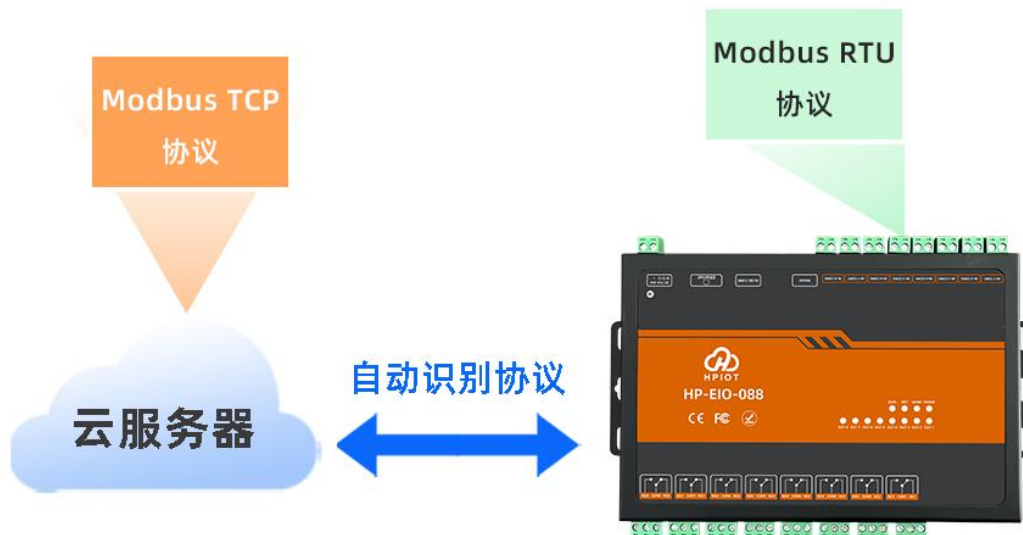 Modbus TCP
协议
Modbus RTU
协议
云服务器
自动识别协议
HPIOT
HP-EIO-088
CE FC